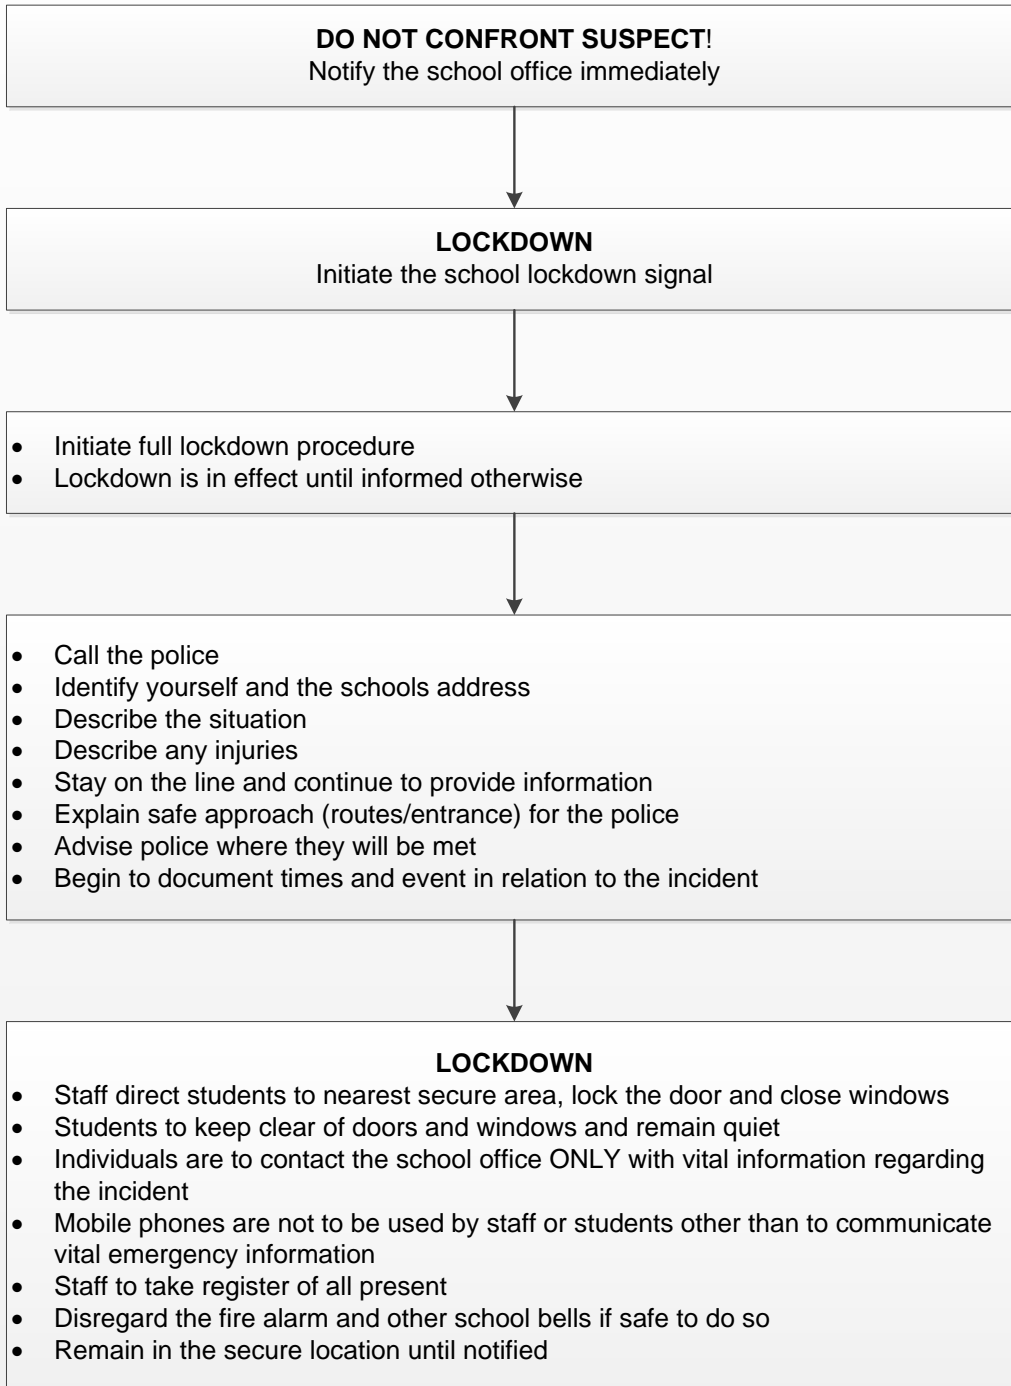 DO NOT CONFRONT SUSPECT!
Notify the school office immediately
LOCKDOWN
Initiate the school lockdown signal
• Initiate full lockdown procedure
• Lockdown is in effect until informed otherwise
• Call the police
• Identify yourself and the schools address
• Describe the situation
• Describe any injuries
• Stay on the line and continue to provide information
• Explain safe approach (routes/entrance) for the police
• Advise police where they will be met
• Begin to document times and event in relation to the incident
LOCKDOWN
• Staff direct students to nearest secure area, lock the door and close windows
• Students to keep clear of doors and windows and remain quiet
• Individuals are to contact the school office ONLY with vital information regarding
the incident
• Mobile phones are not to be used by staff or students other than to communicate
vital emergency information
• Staff to take register of all present
• Disregard the fire alarm and other school bells if safe to do so
• Remain in the secure location until notified